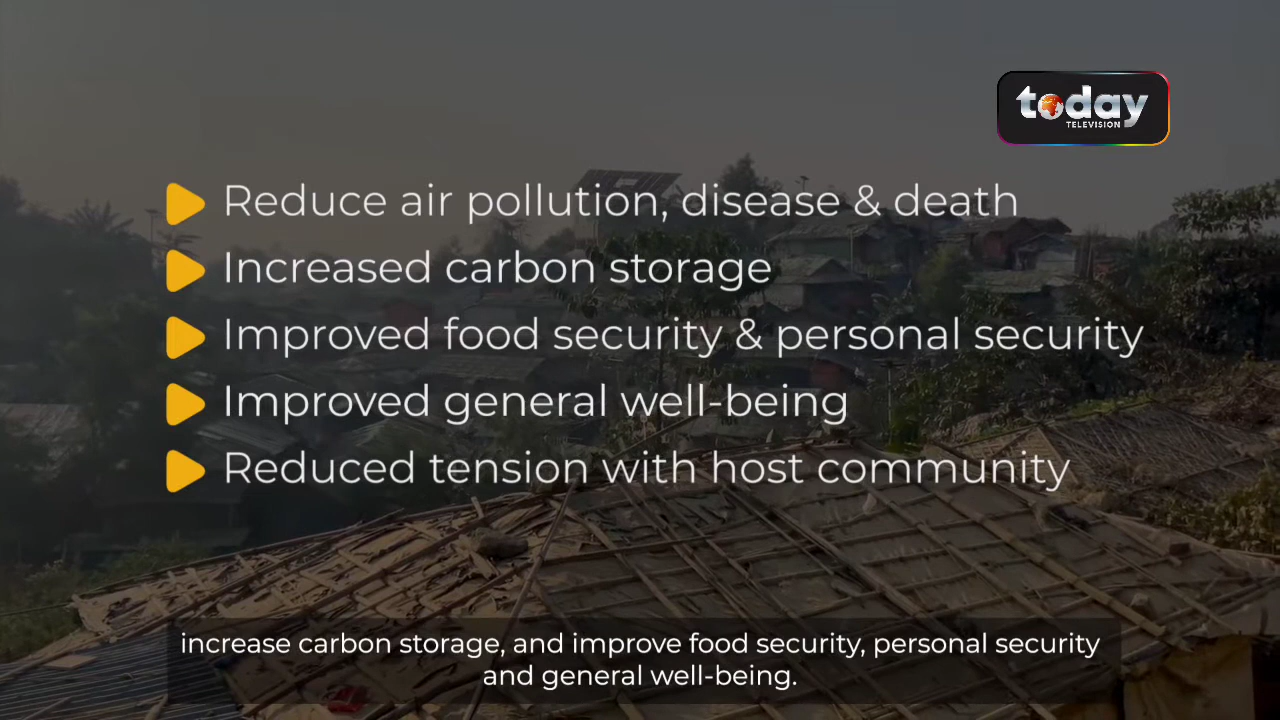 today
TELEVISION
Reduce air pollution, disease & death
Increased carbon storage
Improved food security & personal security
Improved general well-being
Reduced tension with host community
increase carbon storage, and improve food security, personal security
and general well-being.